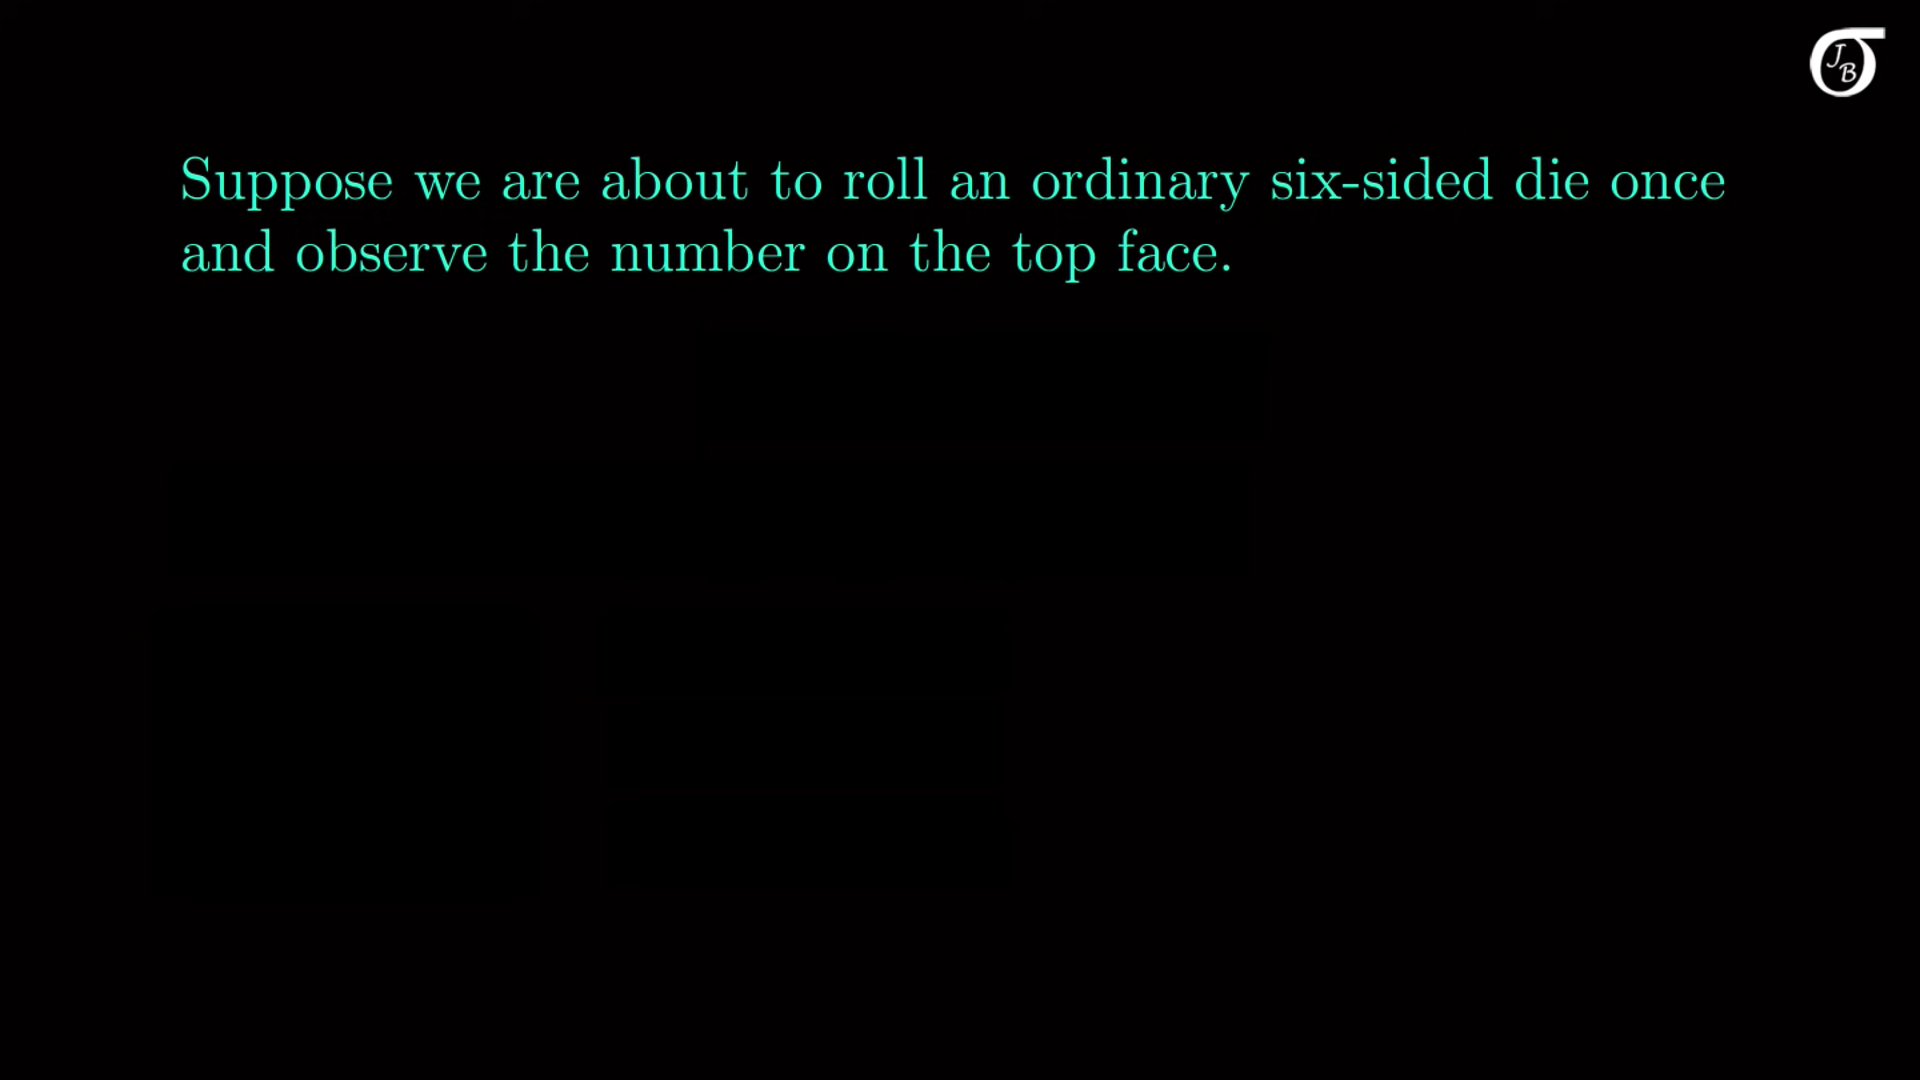 JB
Suppose we are about to roll an ordinary six-sided die once
and observe the number on the top face.